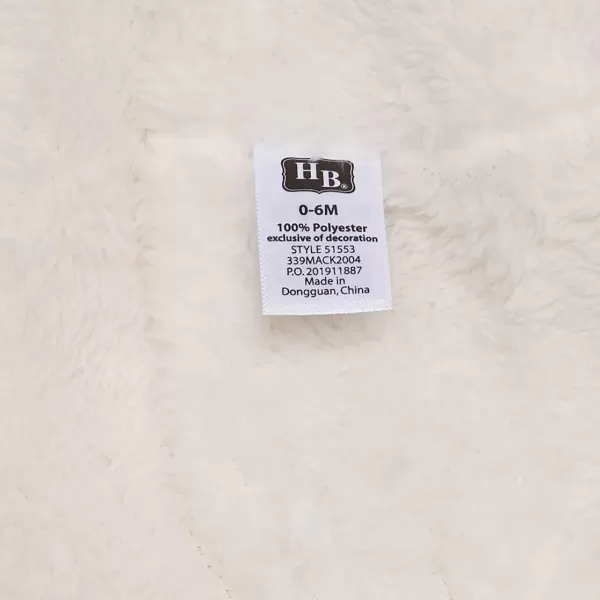 HB®
0-6M
100% Polyester
exclusive of decoration
STYLE 51553
339MACK2004
P.O. 201911887
Made in
Dongguan, China